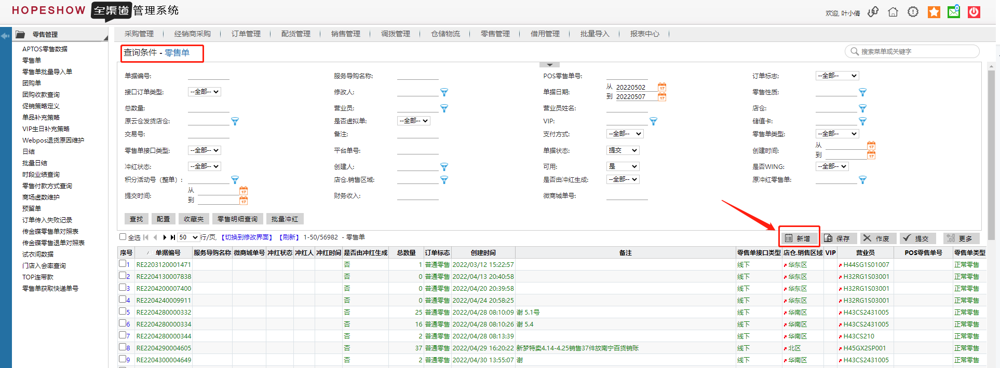 HOPESHOW 全渠道 管理系统
欢迎, 叶小倩
0
零售管理
采购管理 经销商采购 订单管理 配货管理 销售管理 调拨管理 仓储物流 零售管理 借用管理 批量导入 报表中心
APTOS零售数据
零售单
零售单批量导入单
团购单
团购收款查询
促销策略定义
单品补充策略
VIP生日补充策略
Webpos退货原因维护
日结
批量日结
时段业绩查询
零售付款方式查询
商场虚数维护
预留单
订单传入失败记录
传金碟零售单对照表
传金碟零售退单对照表
试衣间数据
门店入会率查询
TOP连带款
零售单获取快递单号
查询条件 - 零售单
搜索菜单或关键字
单据编号: 服务导购名称: POS零售单号: 订单标志: --全部--
接口订单类型: --全部-- 修改人: 单据日期: 从 20220502 17 到 20220507 17 零售性质:
总数量: 营业员: 营业员姓名: 店仓:
原云仓发货店仓: 是否虚拟单: --全部-- VIP: 储值卡:
交易号: 备注: 支付方式: --全部-- 零售单类型: --全部--
零售单接口类型: --全部-- 平台单号: 单据状态: 提交 创建时间: 从 17 到 17
冲红状态: --全部-- 创建人: 可用: 是 是否WING: --全部--
积分活动号（整单）: 店仓.销售区域: 是否由冲红生成: --全部-- 原冲红零售单:
提交时间: 从 17 到 17 财务收入: 微商城单号:
查找 配置 收藏夹 零售明细查询 批量冲红
全选 50 行/页, 【切换到修改界面】 【刷新】 1-50/56982 - 零售单 新增 保存 作废 提交 更多
序号 单据编号 服务导购名称 微商城单号 冲红状态 冲红人 冲红时间 是否由冲红生成 总数量 订单标志 创建时间 备注 零售单接口类型 店仓.销售区域 VIP 营业员 POS零售单号 零售单类型
1 RE2203120001471 否 1 普通零售 2022/03/12 15:22:57 线下 华东区 H44SG1S01007 正常零售
2 RE2204130007838 否 0 普通零售 2022/04/13 20:40:58 线下 华东区 H32RG1S03001 正常零售
3 RE2204200007400 否 0 普通零售 2022/04/20 20:39:58 线下 华东区 H32RG1S03001 正常零售
4 RE2204240009911 否 0 普通零售 2022/04/24 20:58:25 线下 华东区 H32RG1S03001 正常零售
5 RE2204280000332 否 25 普通零售 2022/04/28 08:10:09 谢 5.1号 线下 华南区 H43CS2431005 正常零售
6 RE2204280000334 否 16 普通零售 2022/04/28 08:10:26 谢 5.4 线下 华南区 H43CS2431005 正常零售
7 RE2204280000344 否 2 普通零售 2022/04/28 08:13:39 线下 华南区 H43CS210 正常零售
8 RE2204290004605 否 37 普通零售 2022/04/29 16:20:22 新梦特卖4.14-4.25销售37件放南宁百货销账 线下 北区 H45GX2SP001 正常零售
9 RE2204300004649 否 2 普通零售 2022/04/30 13:55:07 谢 线下 华南区 H43CS2431005 正常零售